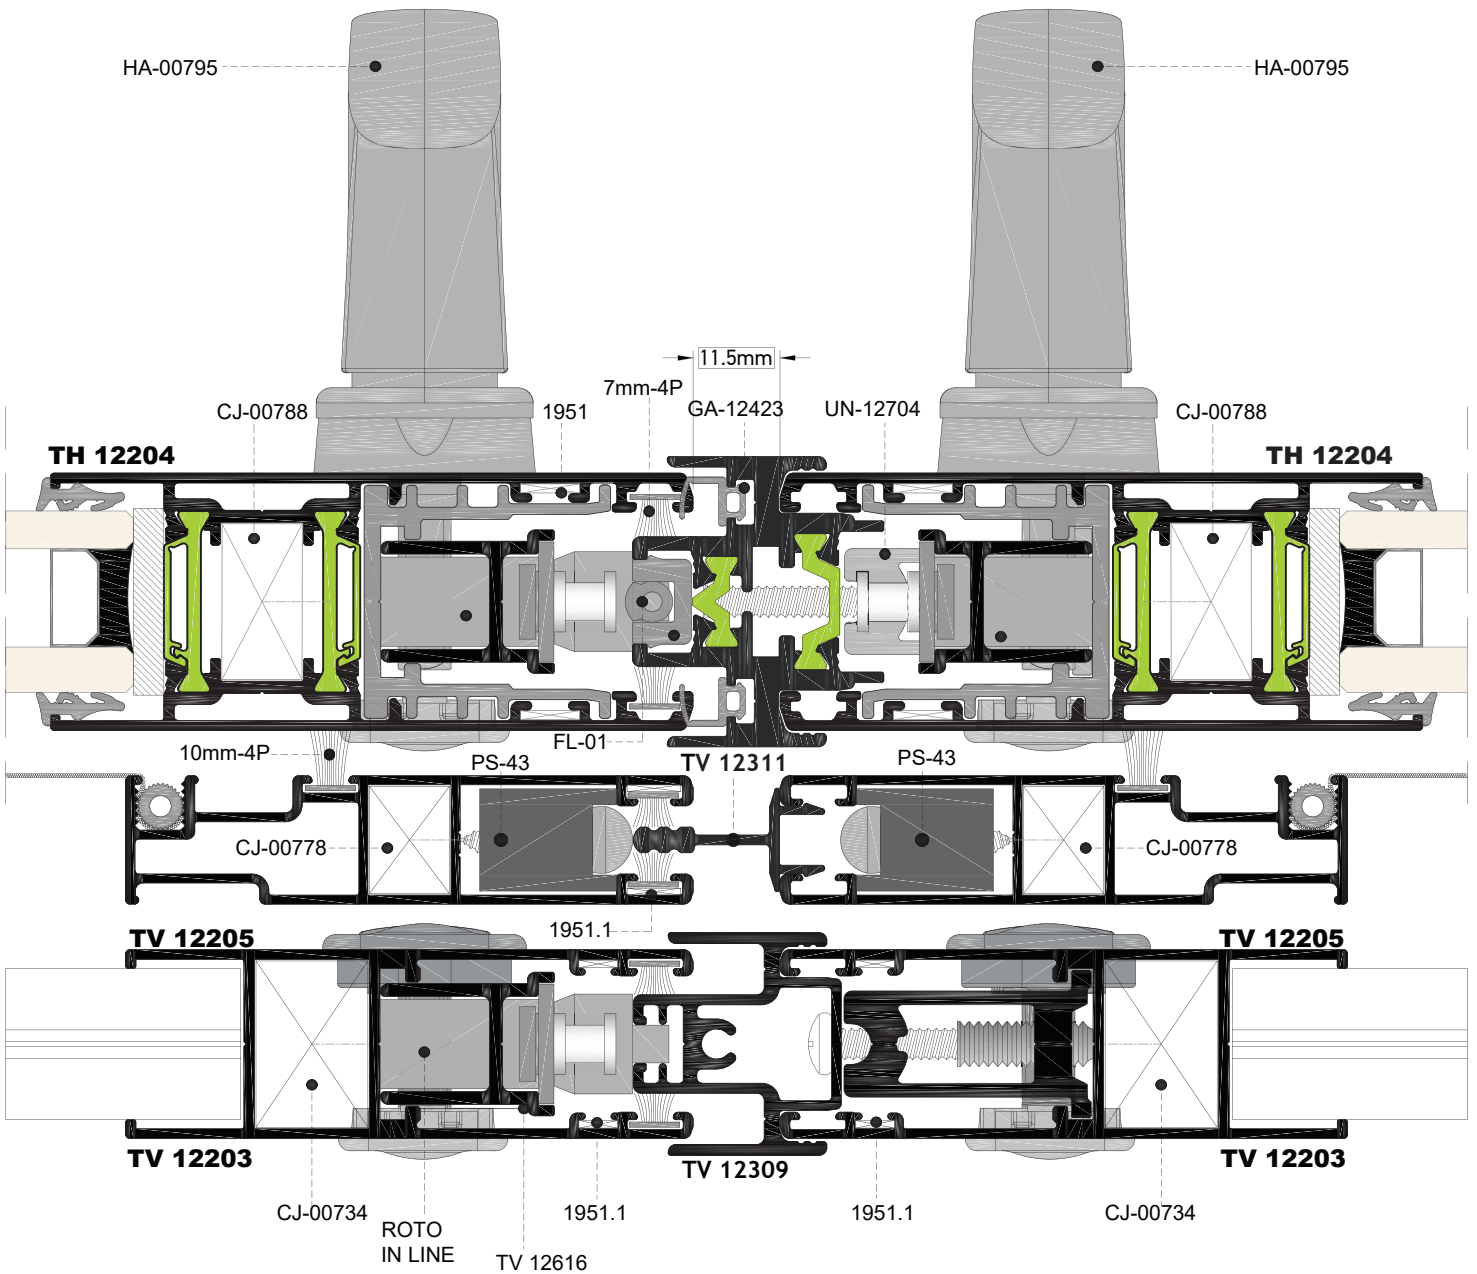 HA-00795
HA-00795
11.5mm
7mm-4P
CJ-00788
1951
GA-12423
UN-12704
CJ-00788
TH 12204
TH 12204
10mm-4P
FL-01
PS-43
TV 12311
PS-43
CJ-00778
CJ-00778
1951.1
TV 12205
TV 12205
TV 12203
TV 12309
TV 12203
CJ-00734
ROTO
IN LINE
TV 12616
1951.1
1951.1
CJ-00734